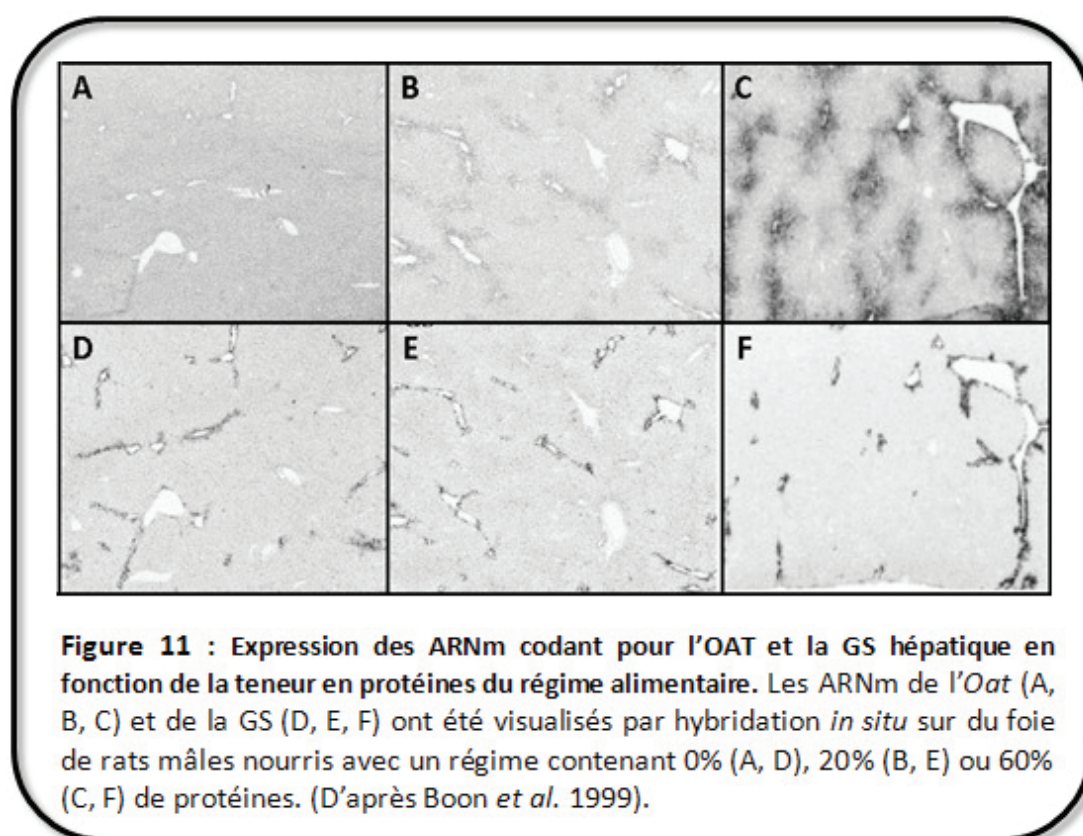 A
B
C
D
E
F
Figure 11 : Expression des ARNm codant pour l'OAT et la GS hépatique en
fonction de la teneur en protéines du régime alimentaire. Les ARNm de l'Oat (A,
B, C) et de la GS (D, E, F) ont été visualisés par hybridation in situ sur du foie
de rats mâles nourris avec un régime contenant 0% (A, D), 20% (B, E) ou 60%
(C, F) de protéines. (D'après Boon et al. 1999).